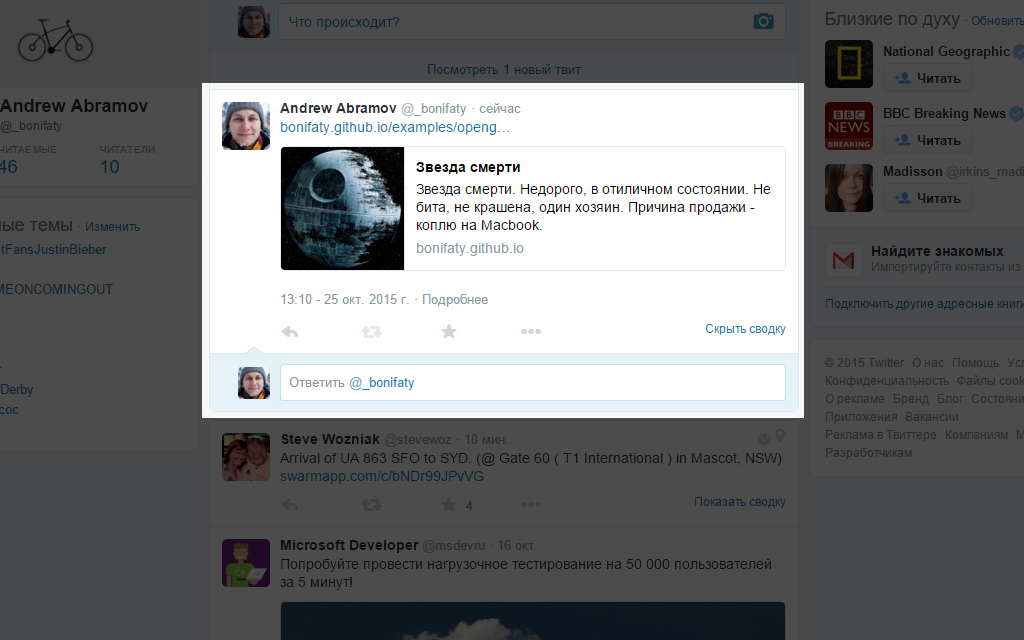 Что происходит?
Посмотреть 1 новый твит
Andrew Abramov
@_bonifaty
ЧИТАЕМЫЕ ЧИТАТЕЛИ
46 10
ные темы · Изменить
tFansJustinBieber
MEONCOMINGOUT
Derby
сос
Andrew Abramov @_bonifaty · сейчас
bonifaty.github.io/examples/openg…
Звезда смерти
Звезда смерти. Недорого, в отиличном состоянии. Не
бита, не крашена, один хозяин. Причина продажи -
коплю на Macbook.
bonifaty.github.io
13:10 - 25 окт. 2015 г. · Подробнее
Скрыть сводку
Ответить @_bonifaty
Steve Wozniak @stevewoz · 10 мин.
Arrival of UA 863 SFO to SYD. (@ Gate 60 ( T1 International ) in Mascot, NSW)
swarmapp.com/c/bNDr99JPvVG
4
Показать сводку
Microsoft Developer @msdevru · 16 окт.
Попробуйте провести нагрузочное тестирование на 50 000 пользователей
за 5 минут!
Близкие по духу · Обновить
National Geographic
Читать
BBC NEWS BREAKING
BBC Breaking News
Читать
Madisson @irkins_madi
Читать
Найдите знакомых
Импортируйте контакты из
Подключить другие адресные книги
© 2015 Twitter О нас Помощь Усл
Конфиденциальность Файлы cook
О рекламе Бренд Блог Состояни
Приложения Вакансии
Реклама в Твиттере Компаниям М
Разработчикам